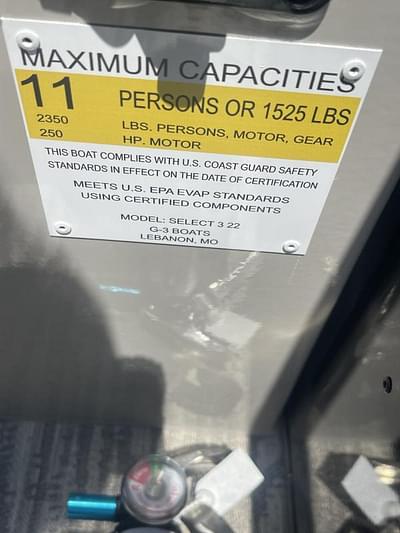 MAXIMUM CAPACITIES
11 PERSONS OR 1525 LBS
2350 LBS. PERSONS, MOTOR, GEAR
250 HP. MOTOR
THIS BOAT COMPLIES WITH U.S. COAST GUARD SAFETY
STANDARDS IN EFFECT ON THE DATE OF CERTIFICATION
MEETS U.S. EPA EVAP STANDARDS
USING CERTIFIED COMPONENTS
MODEL: SELECT 3 22
G-3 BOATS
LEBANON, MO